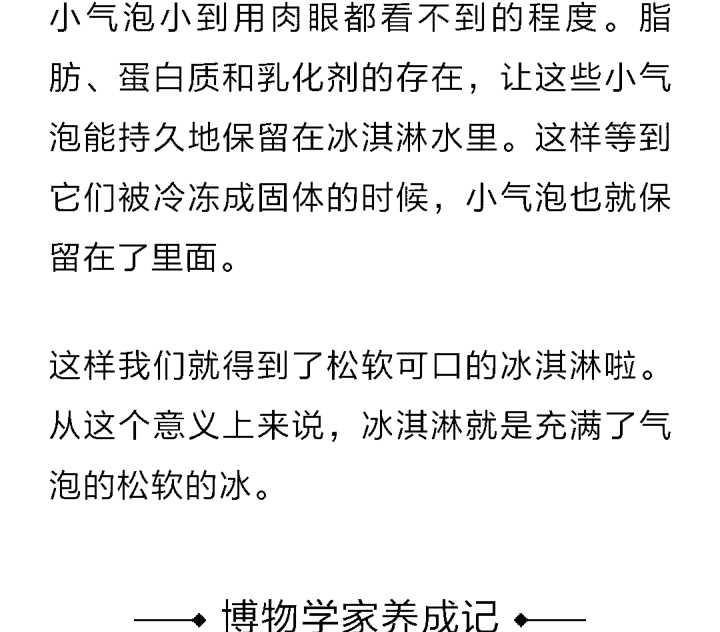 小气泡小到用肉眼都看不到的程度。脂
肪、蛋白质和乳化剂的存在，让这些小气
泡能持久地保留在冰淇淋水里。这样等到
它们被冷冻成固体的时候，小气泡也就保
留在了里面。
这样我们就得到了松软可口的冰淇淋啦。
从这个意义上来说，冰淇淋就是充满了气
泡的松软的冰。
博物学家养成记